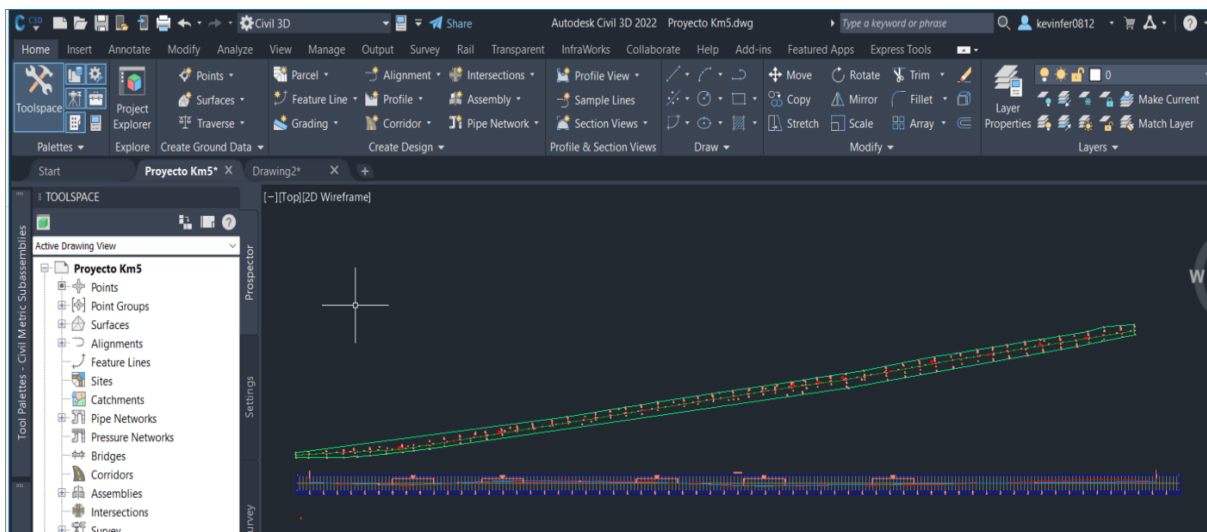 C3D Civil 3D Share Autodesk Civil 3D 2022 Proyecto Km5.dwg Type a keyword or phrase kevinfer0812
Home Insert Annotate Modify Analyze View Manage Output Survey Rail Transparent InfraWorks Collaborate Help Add-ins Featured Apps Express Tools
Points Parcel Alignment Intersections Profile View Move Rotate Trim 0
Toolspace Project Explorer Surfaces Feature Line Profile Assembly Sample Lines Copy Mirror Fillet Layer Properties Make Current
Traverse Grading Corridor Pipe Network Section Views Stretch Scale Array Match Layer
Palettes Explore Create Ground Data Create Design Profile & Section Views Draw Modify Layers
Start Proyecto Km5* Drawing2*
TOOLSPACE [−][Top][2D Wireframe]
Active Drawing View
Proyecto Km5
Points
Point Groups
Surfaces
Alignments
Feature Lines
Sites
Catchments
Pipe Networks
Pressure Networks
Bridges
Corridors
Assemblies
Intersections
Survey
Tool Palettes - Civil Metric Subassemblies
Prospector
Settings
Survey
W